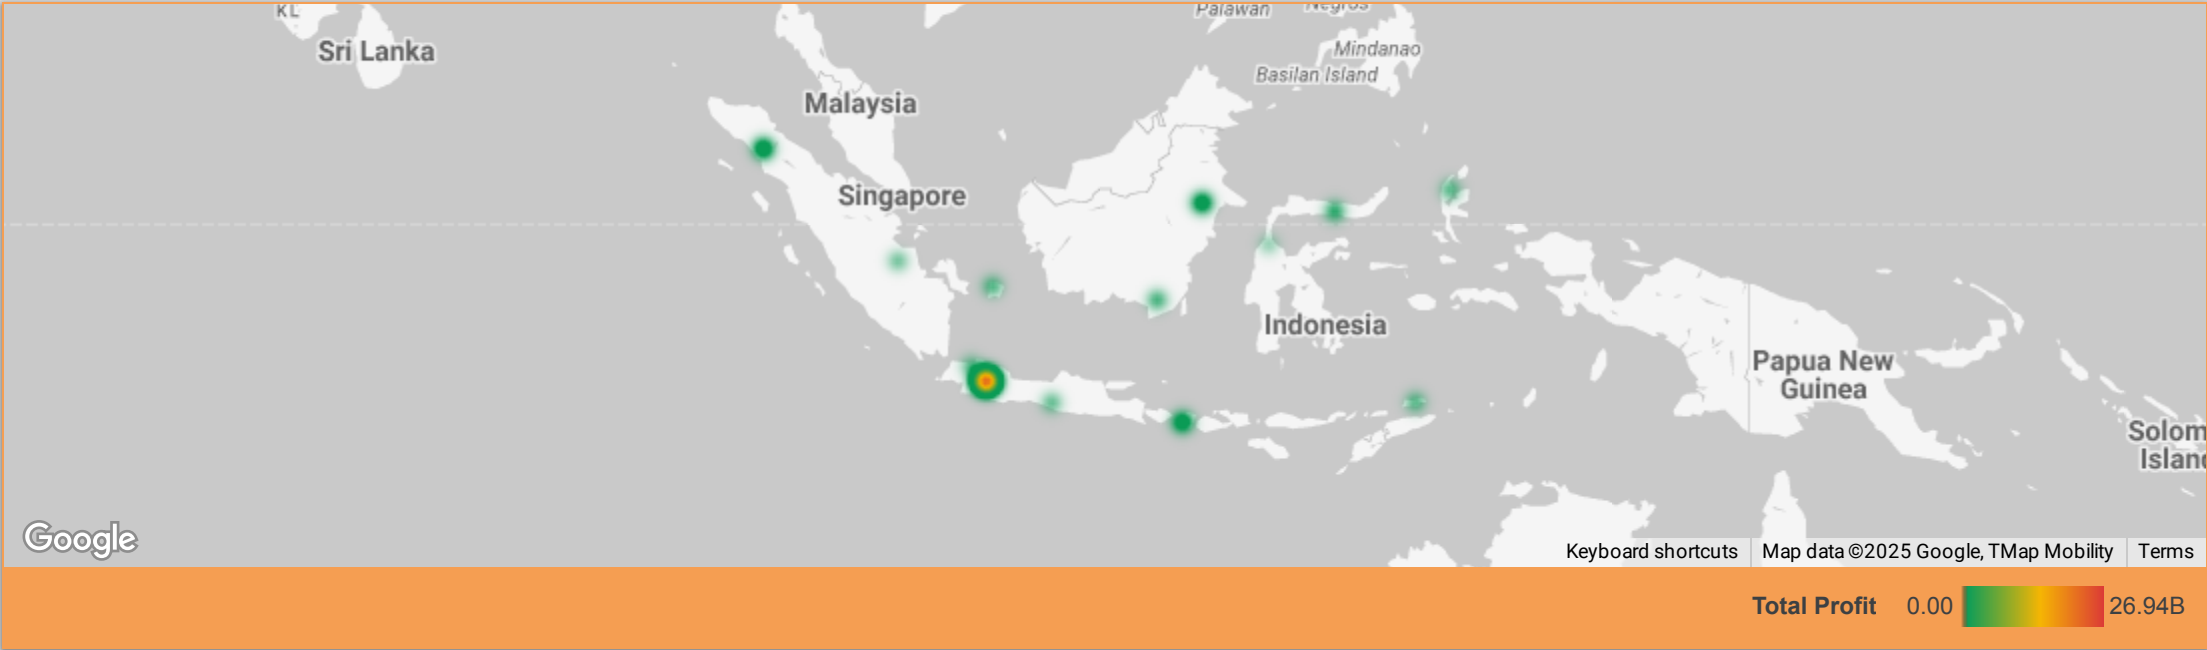 KL
Palawan
Negros
Sri Lanka
Mindanao
Basilan Island
Malaysia
Singapore
Indonesia
Papua New
Guinea
Solom
Islan
Google
Keyboard shortcuts
Map data ©2025 Google, TMap Mobility
Terms
Total Profit
0.00
26.94B